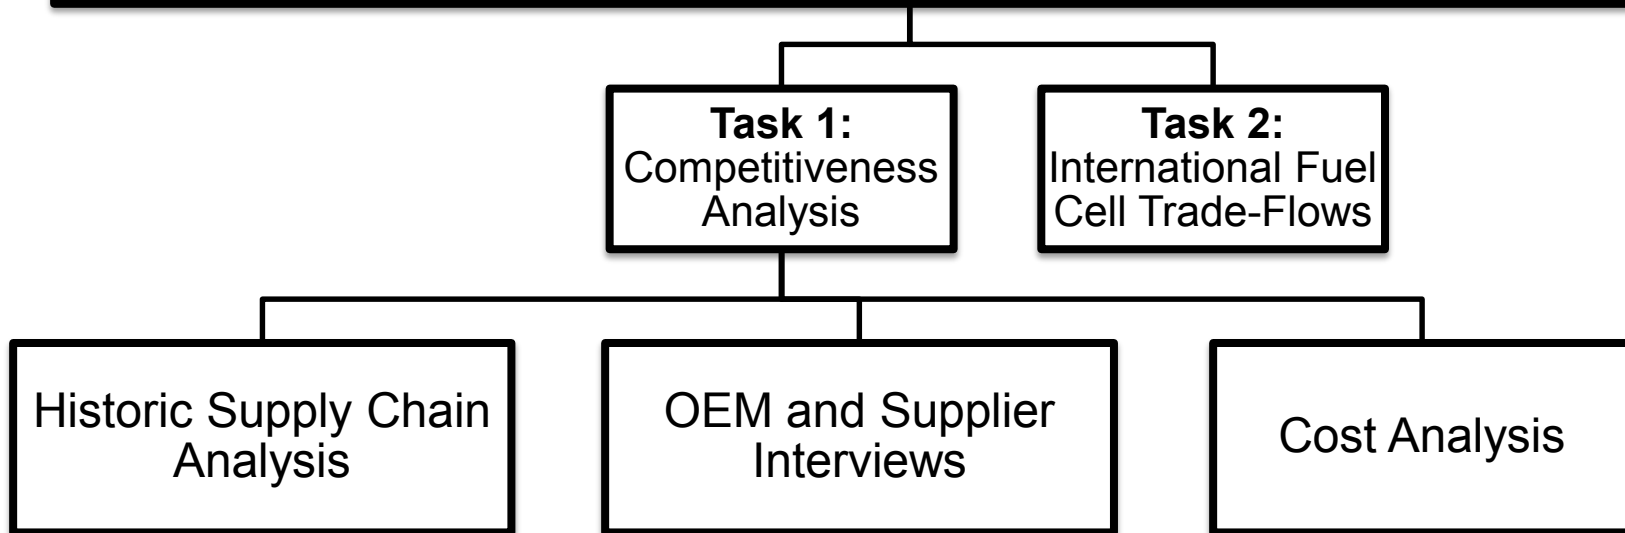 Task 1:
Competitiveness
Analysis
Task 2:
International Fuel
Cell Trade-Flows
Historic Supply Chain
Analysis
OEM and Supplier
Interviews
Cost Analysis